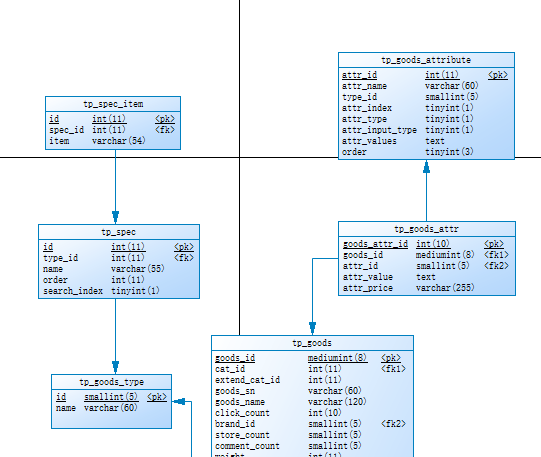 tp_goods_attribute
attr_id int(11) <pk>
attr_name varchar(60)
type_id smallint(5)
attr_index tinyint(1)
attr_type tinyint(1)
attr_input_type tinyint(1)
attr_values text
order tinyint(3)
tp_spec_item
id int(11) <pk>
spec_id int(11) <fk>
item varchar(54)
tp_spec
id int(11) <pk>
type_id int(11) <fk>
name varchar(55)
order int(11)
search_index tinyint(1)
tp_goods_attr
goods_attr_id int(10) <pk>
goods_id mediumint(8) <fk1>
attr_id smallint(5) <fk2>
attr_value text
attr_price varchar(255)
tp_goods_type
id smallint(5) <pk>
name varchar(60)
tp_goods
goods_id mediumint(8) <pk>
cat_id int(11) <fk1>
extend_cat_id int(11)
goods_sn varchar(60)
goods_name varchar(120)
click_count int(10)
brand_id smallint(5) <fk2>
store_count smallint(5)
comment_count smallint(5)
weight int(11)